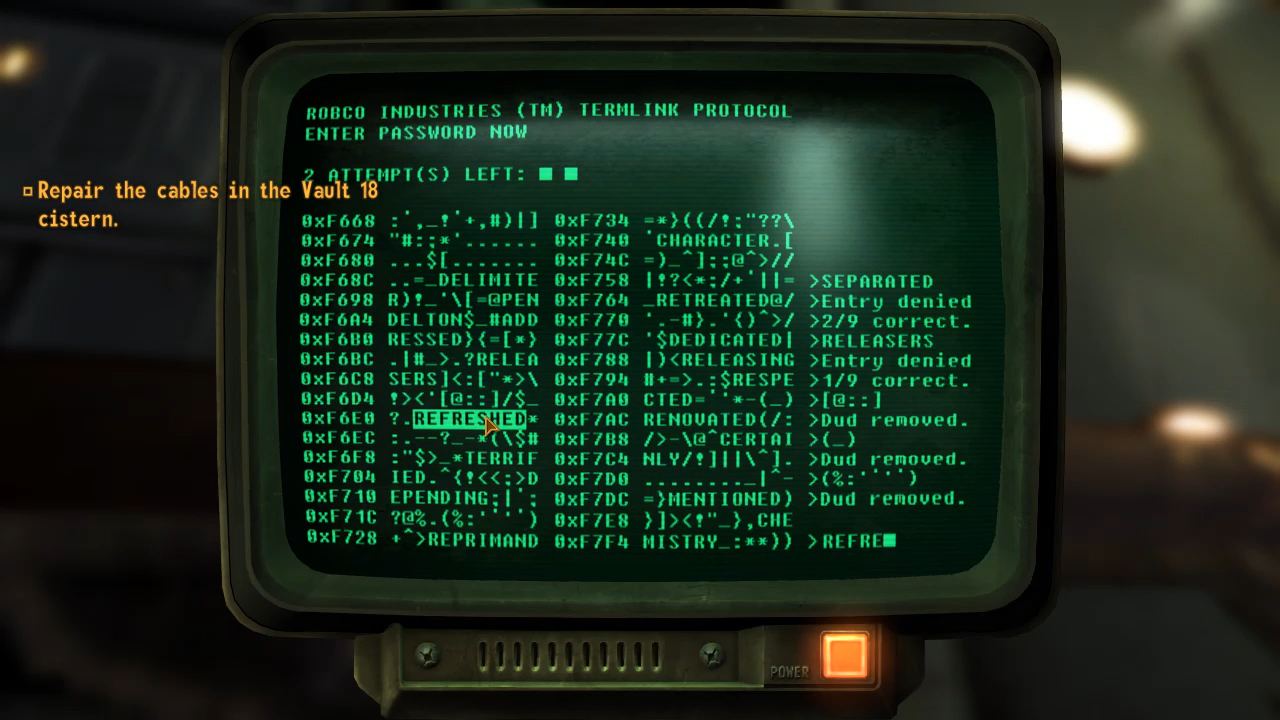 ROBCO INDUSTRIES (TM) TERMLINK PROTOCOL
ENTER PASSWORD NOW
2 ATTEMPT(S) LEFT: ■ ■
Repair the cables in the Vault 18
cistern.
0xF668 :',_!'+,#)|] 0xF734 =*}((/!;"??\
0xF674 "#:;*'...... 0xF740 'CHARACTER.[
0xF680 ...$[....... 0xF74C =)_^]:;@^>//
0xF68C ..=_DELIMITE 0xF758 |!?<*;/+'||= >SEPARATED
0xF698 R)!_'\[=@PEN 0xF764 _RETREATED@/ >Entry denied
0xF6A4 DELTON$_#ADD 0xF770 '.-#}.'{)^>/ >2/9 correct.
0xF6B0 RESSED}{=[*} 0xF77C '$DEDICATED| >RELEASERS
0xF6BC .|#_>.?RELEA 0xF788 |)<RELEASING >Entry denied
0xF6C8 SERS]<:["*>\ 0xF794 #+=>.:$RESPE >1/9 correct.
0xF6D4 !><'[@::]/$_ 0xF7A0 CTED=''*-(_) >[@::]
0xF6E0 ?.REFRESHED* 0xF7AC RENOVATED(/: >Dud removed.
0xF6EC :.--?_-*(\$# 0xF7B8 />-\@^CERTAI >(_)
0xF6F8 :"$>_*TERRIF 0xF7C4 NLY/!]||\^]. >Dud removed.
0xF704 IED.^{!<<:>D 0xF7D0 ........_|^- >(%:'''')
0xF710 EPENDING;|'; 0xF7DC =}MENTIONED) >Dud removed.
0xF71C ?@%.(%:'''') 0xF7E8 }]><!"_},CHE
0xF728 +^>REPRIMAND 0xF7F4 MISTRY_:**)) >REFRE■
POWER